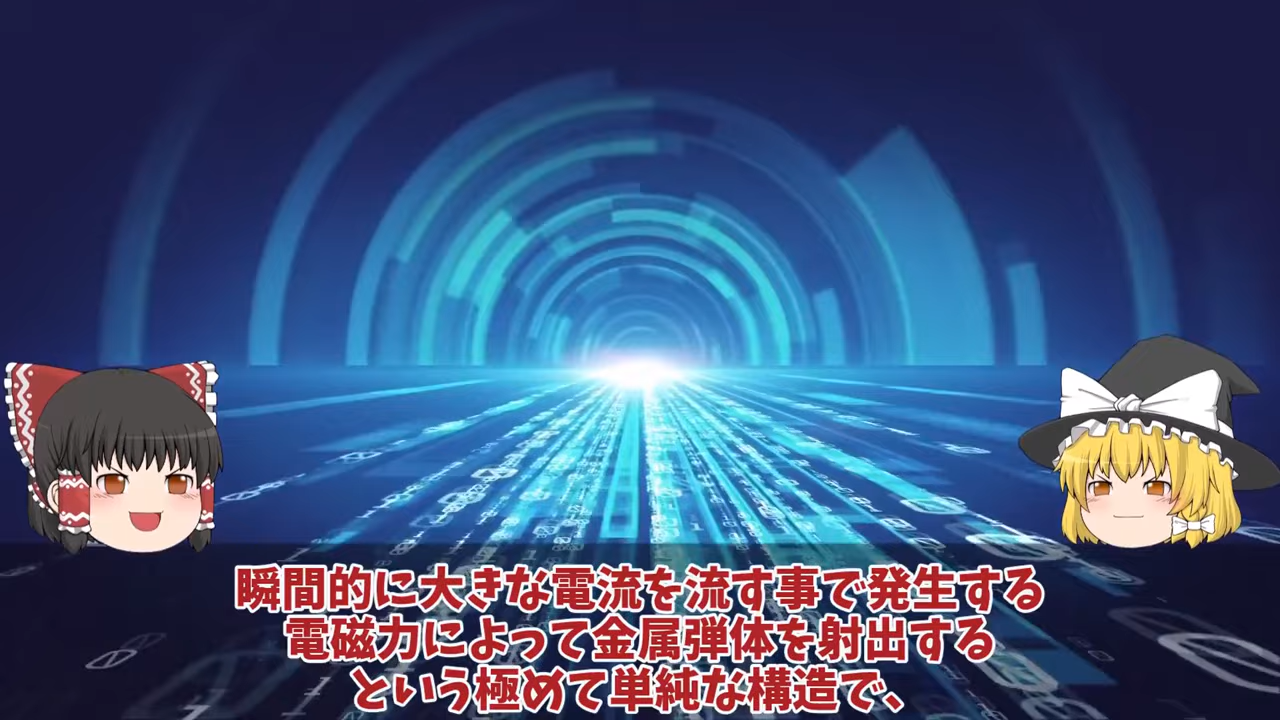 瞬間的に大きな電流を流す事で発生する
電磁力によって金属弾体を射出する
という極めて単純な構造で、